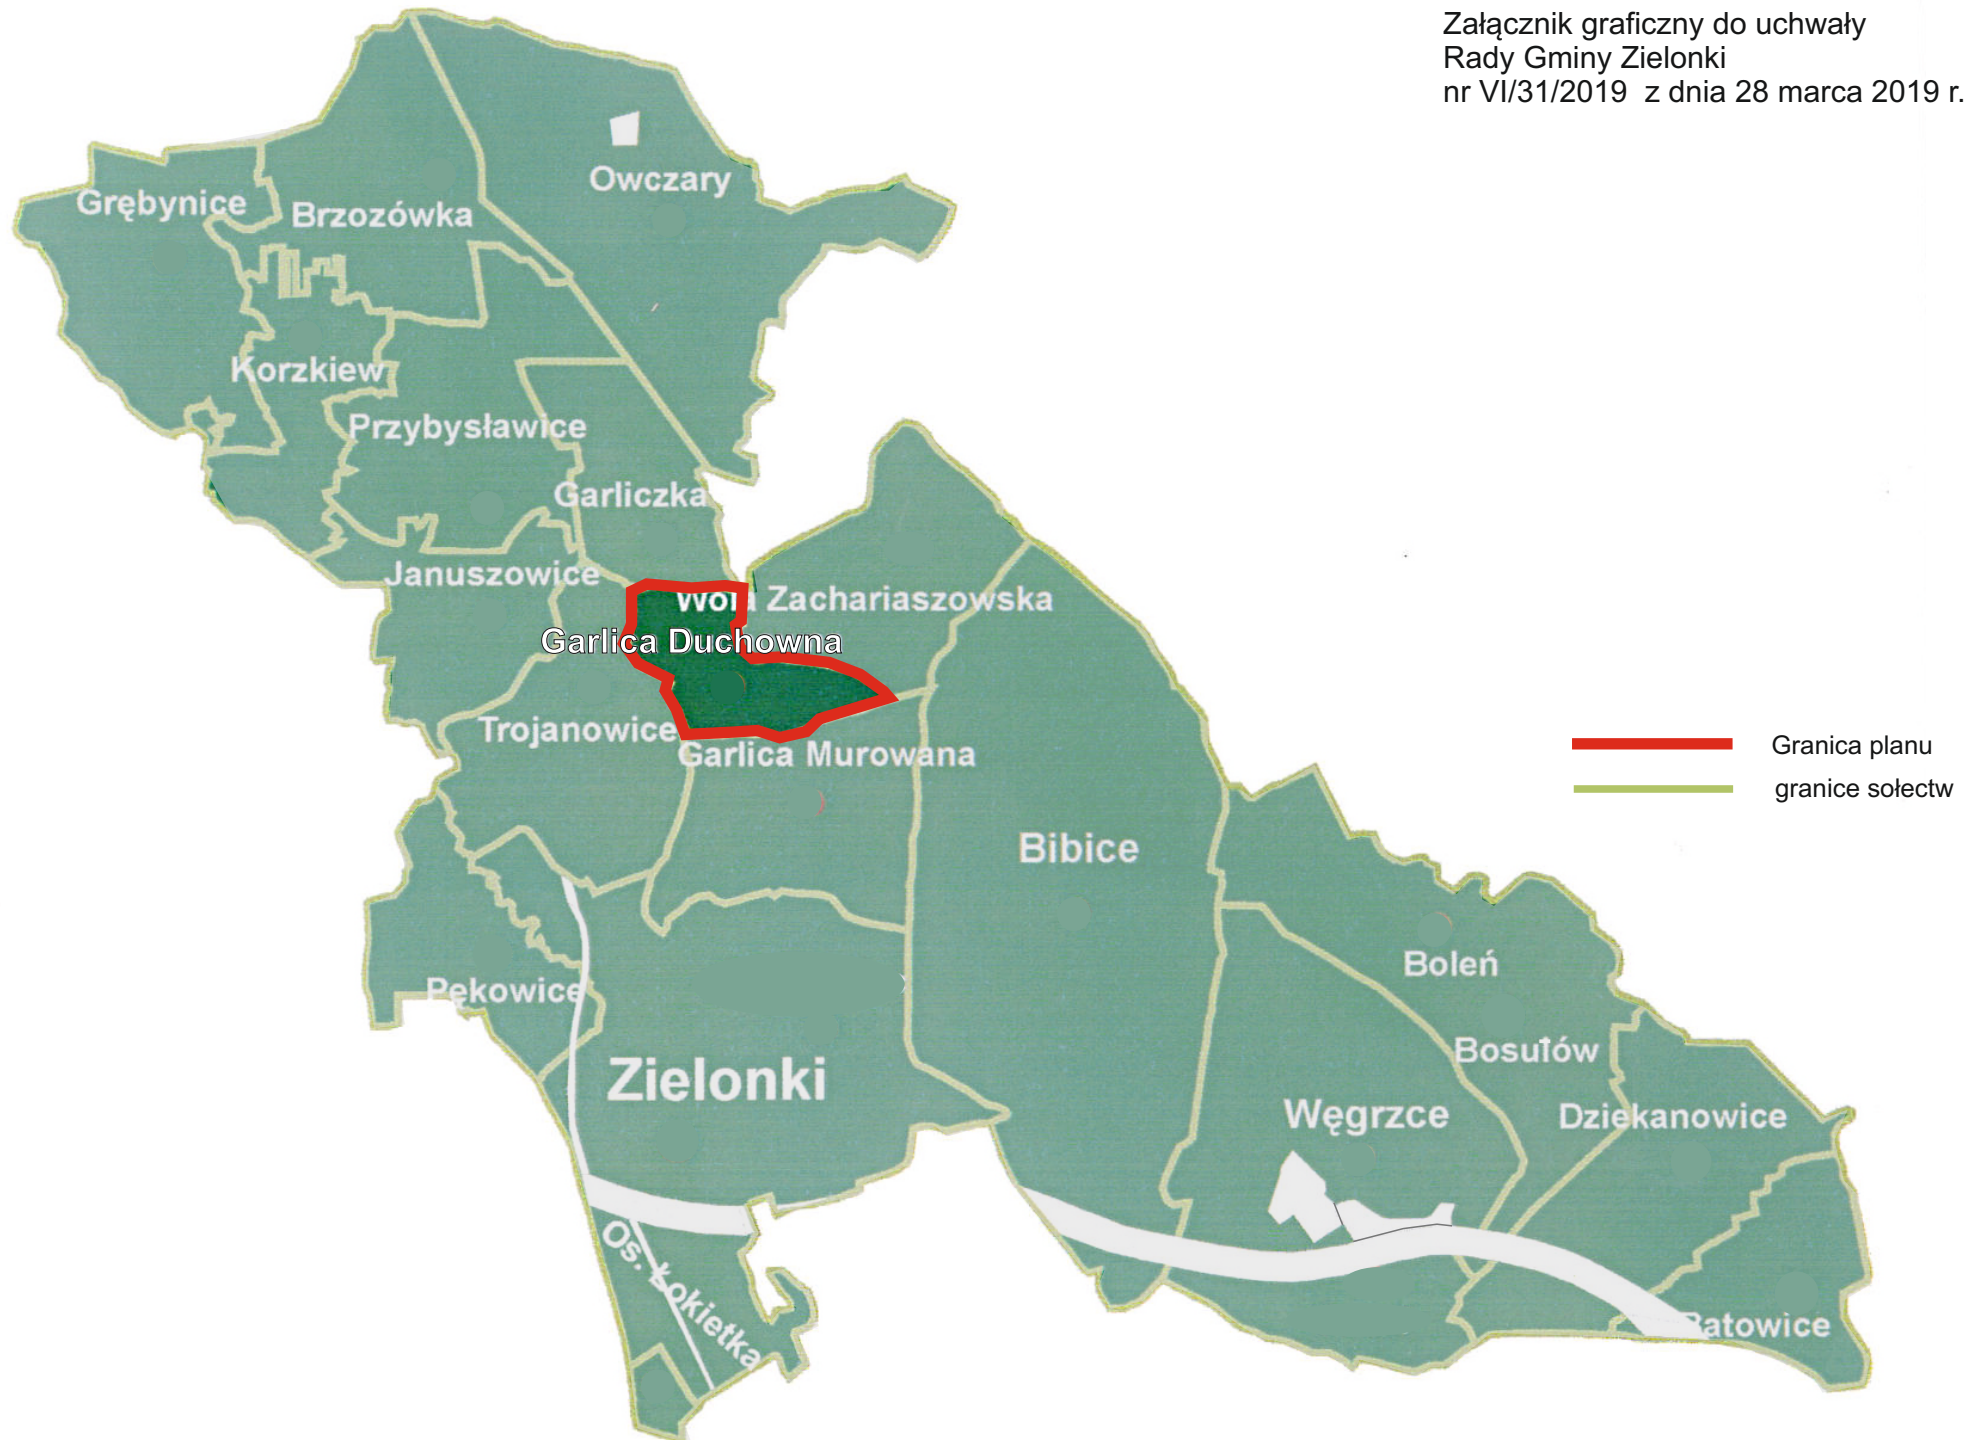 Załącznik graficzny do uchwały
Rady Gminy Zielonki
nr VI/31/2019 z dnia 28 marca 2019 r.
Owczary
Grębynice
Brzozówka
Korzkiew
Przybysławice
Garliczka
Januszowice
Wola Zachariaszowska
Garlica Duchowna
Trojanowice
Garlica Murowana
Granica planu
granice sołectw
Bibice
Boleń
Pękowice
Bosutów
Zielonki
Węgrzce
Dziekanowice
Os. Łokietka
Batowice